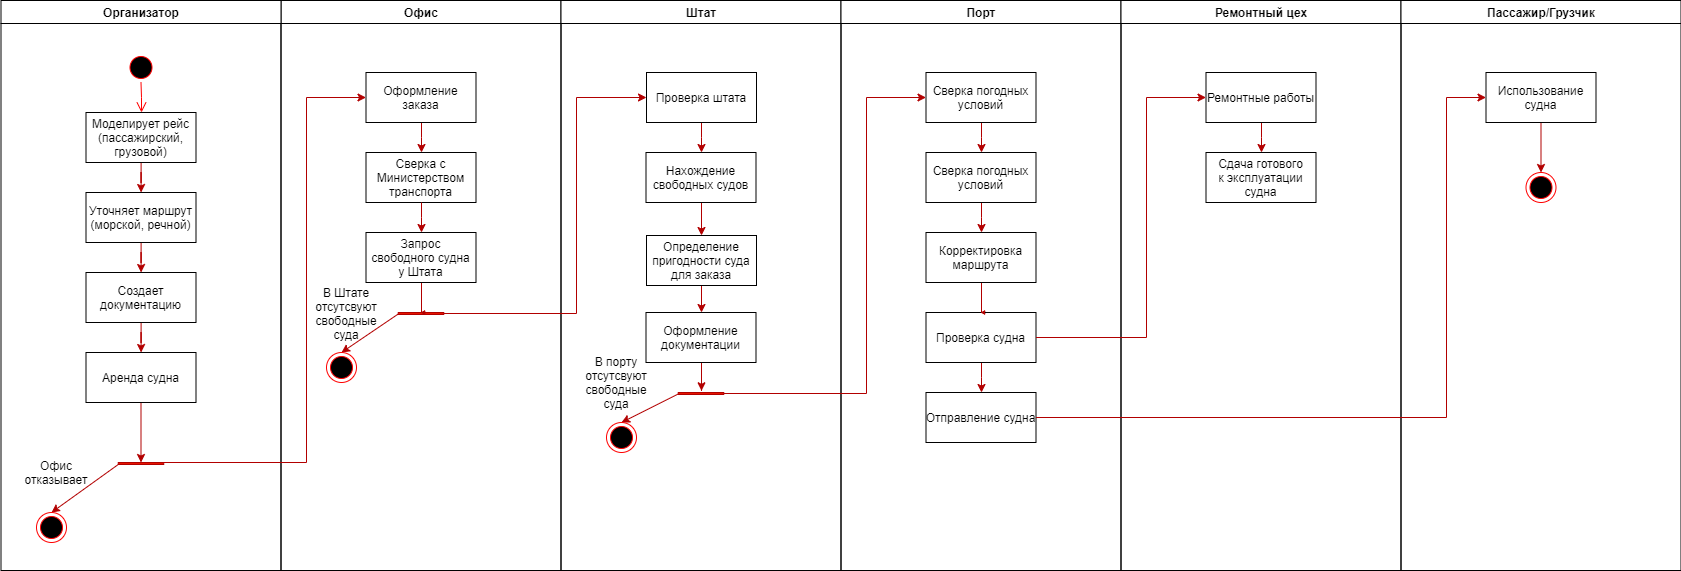 Организатор
Офис
Штат
Порт
Ремонтный цех
Пассажир/Грузчик
Моделирует рейс
(пассажирский,
грузовой)
Уточняет маршрут
(морской, речной)
Создает
документацию
Аренда судна
Офис
отказывает
Оформление
заказа
Сверка с
Министерством
транспорта
Запрос
свободного судна
у Штата
В Штате
отсутсвуют
свободные
суда
Проверка штата
Нахождение
свободных судов
Определение
пригодности суда
для заказа
Оформление
документации
В порту
отсутсвуют
свободные
суда
Сверка погодных
условий
Сверка погодных
условий
Корректировка
маршрута
Проверка судна
Отправление судна
Ремонтные работы
Сдача готового
к эксплуатации
судна
Использование
судна